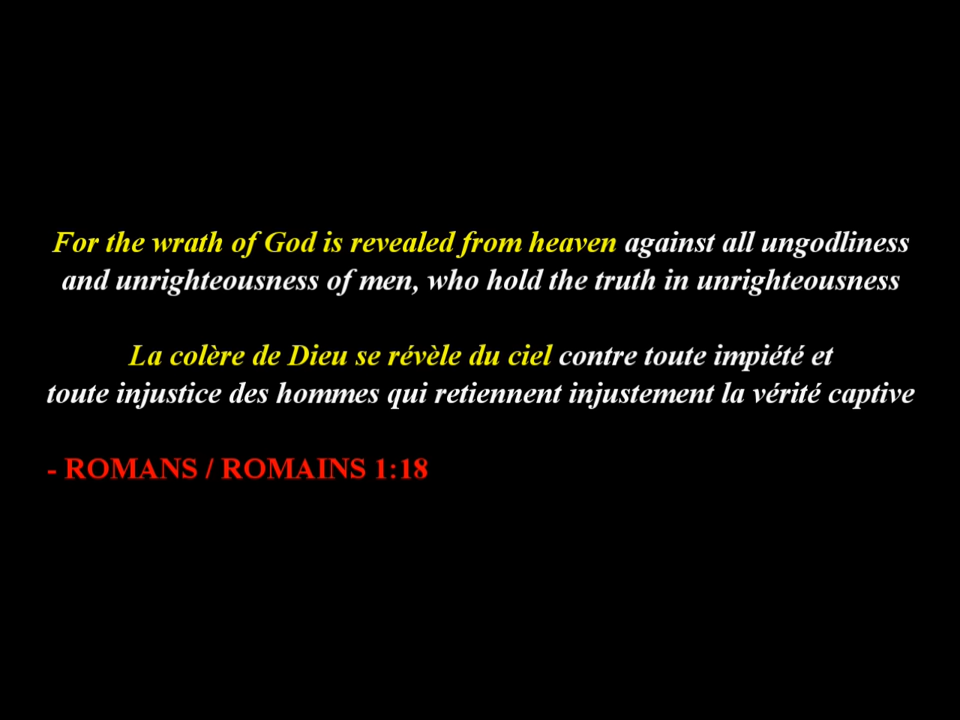 For the wrath of God is revealed from heaven against all ungodliness
and unrighteousness of men, who hold the truth in unrighteousness
La colère de Dieu se révèle du ciel contre toute impiété et
toute injustice des hommes qui retiennent injustement la vérité captive
- ROMANS / ROMAINS 1:18